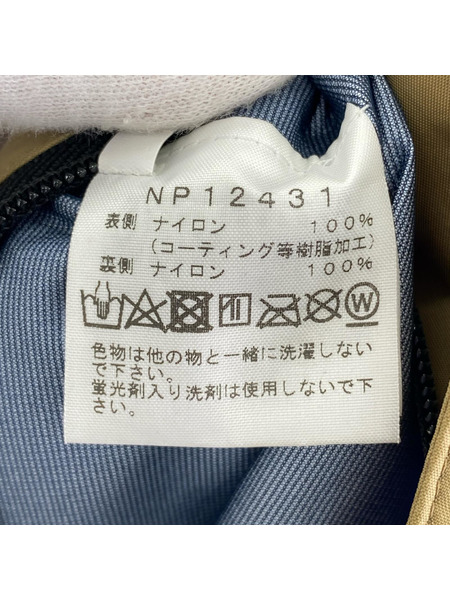 NP12431
表側 ナイロン 100%
(コーティング等樹脂加工)
裏側 ナイロン 100%
W
色物は他の物と一緒に洗濯しない
で下さい。
蛍光剤入り洗剤は使用しないで下
さい。